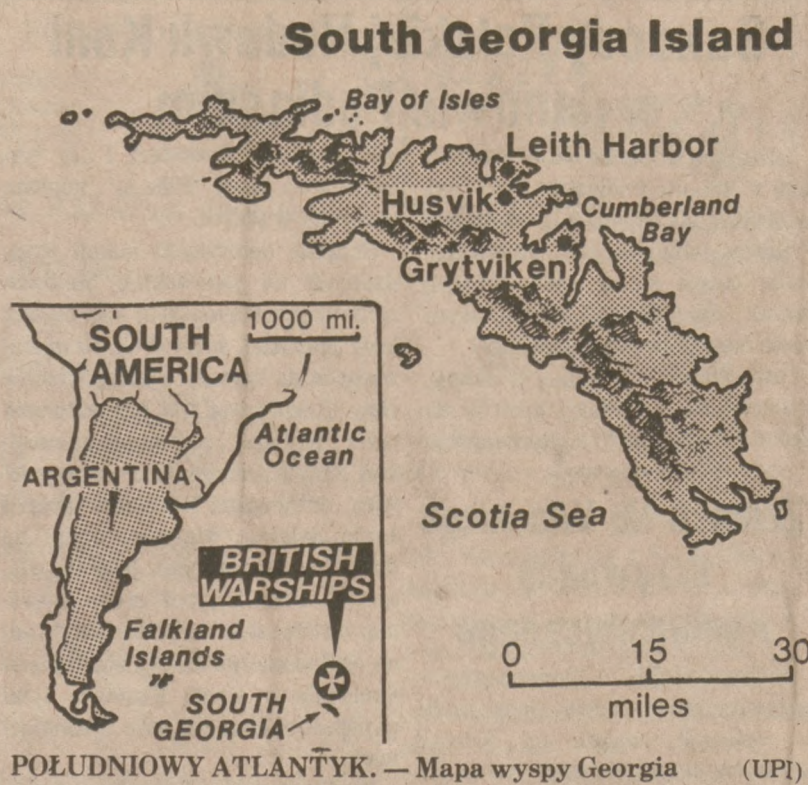 South Georgia Island
Bay of Isles
Leith Harbor
Husvik
Cumberland
Bay
Grytviken
1000 mi.
SOUTH
AMERICA
Atlantic
Ocean
ARGENTINA
Scotia Sea
BRITISH
WARSHIPS
Falkland
Islands
SOUTH
GEORGIA
0 15 30
miles
POŁUDNIOWY ATLANTYK. — Mapa wyspy Georgia (UPI)